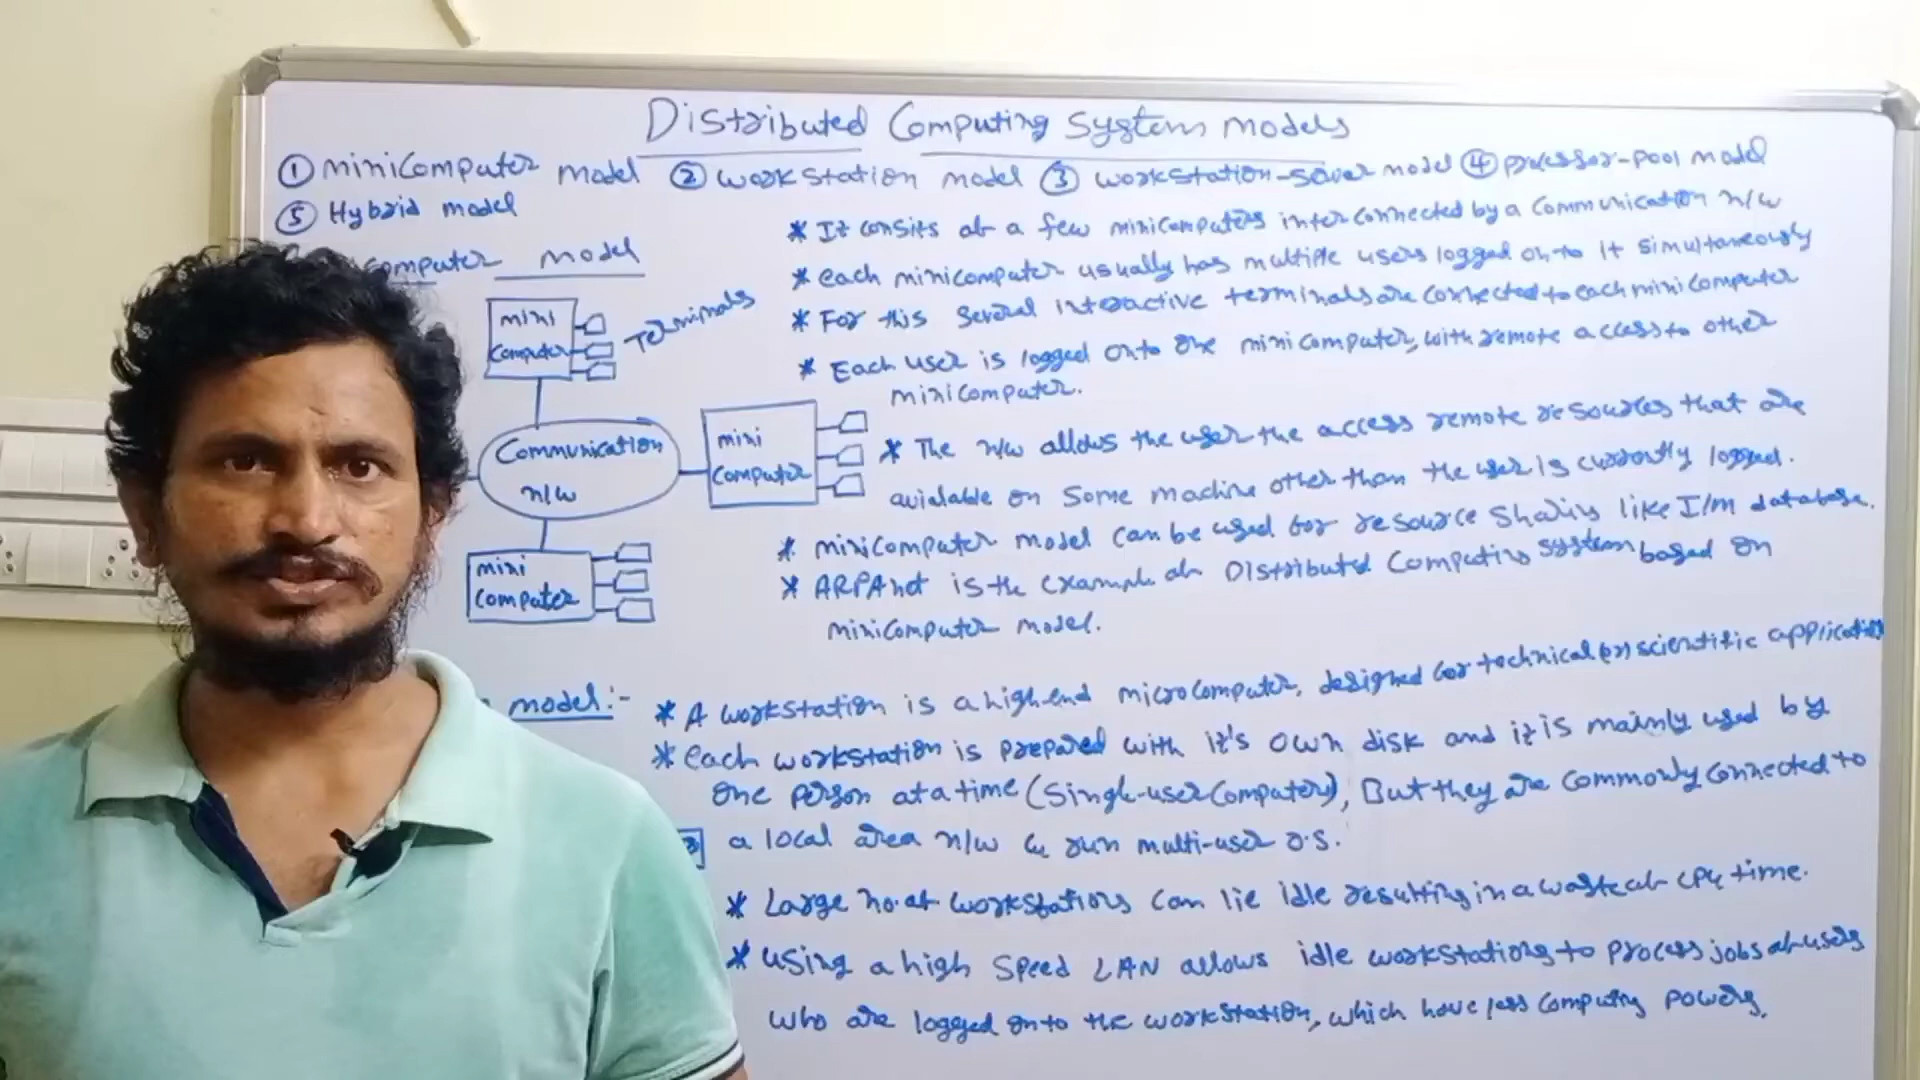 Distributed Computing System models
① minicomputer model ② workstation model ③ workstation-server model ④ processor-pool model
⑤ Hybrid model
computer model
mini
computer
Terminals
Communication
n/w
mini
computer
mini
computer
* It consits of a few minicomputers interconnected by a communication n/w
* each minicomputer usually has multiple users logged on to it simultaneously
* For this several interactive terminals are connected to each minicomputer
* Each user is logged onto one minicomputer, with remote access to other
minicomputer.
* The n/w allows the user the access remote resources that are
avialable on some machine other than the user is currently logged.
* minicomputer model can be used for resource sharing like I/m database.
* ARPAnet is the example of Distributed Computing system based on
minicomputer model.
model:-
* A workstation is a high-end microcomputer, designed for technical (or) scientific application
* each workstation is prepared with it's own disk and it is mainly used by
one person at a time (single-user computer), But they are commonly connected to
a local area n/w & run multi-user o.s.
* Large no. of workstations can lie idle resulting in a waste of cpu time.
* using a high speed LAN allows idle workstations to process jobs of users
who are logged onto the workstation, which have less computing powers.